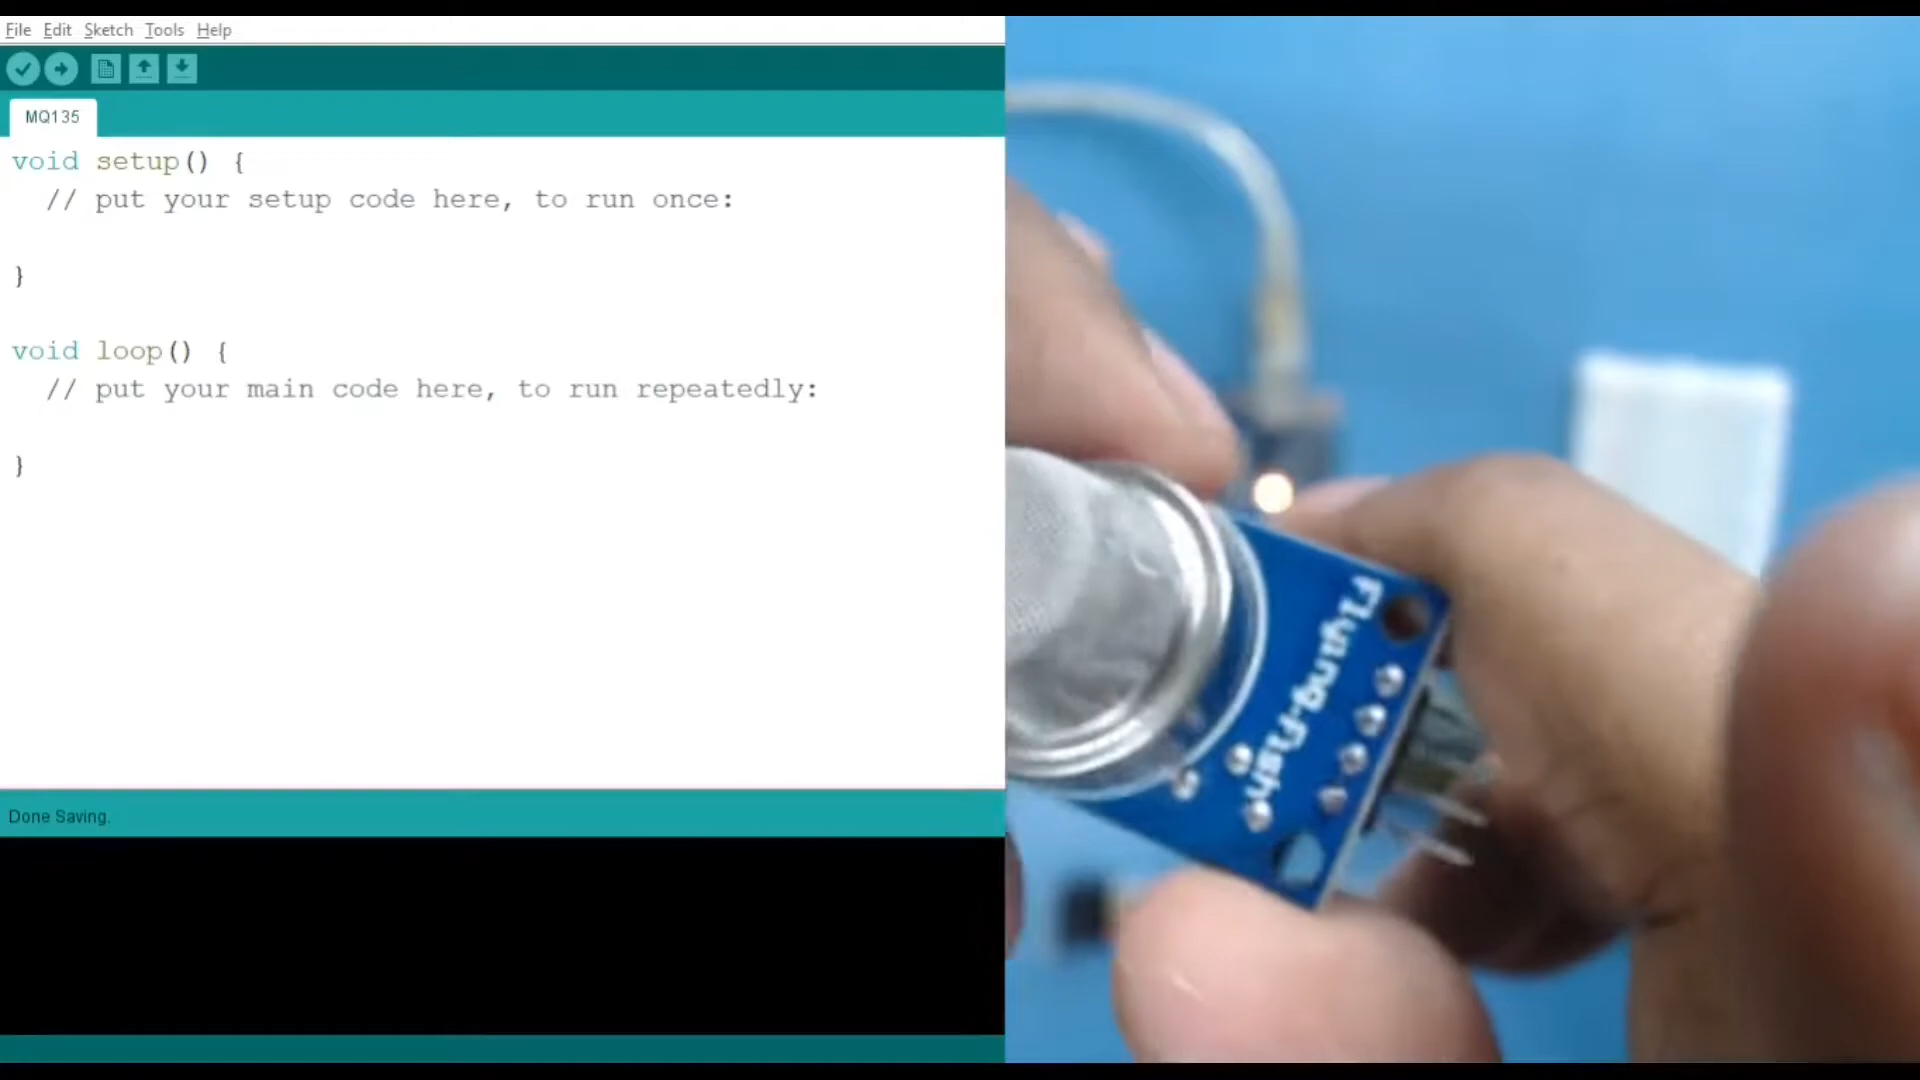 File Edit Sketch Tools Help
MQ135
void setup() {
// put your setup code here, to run once:
}
void loop() {
// put your main code here, to run repeatedly:
}
Done Saving.
Flying-Fish